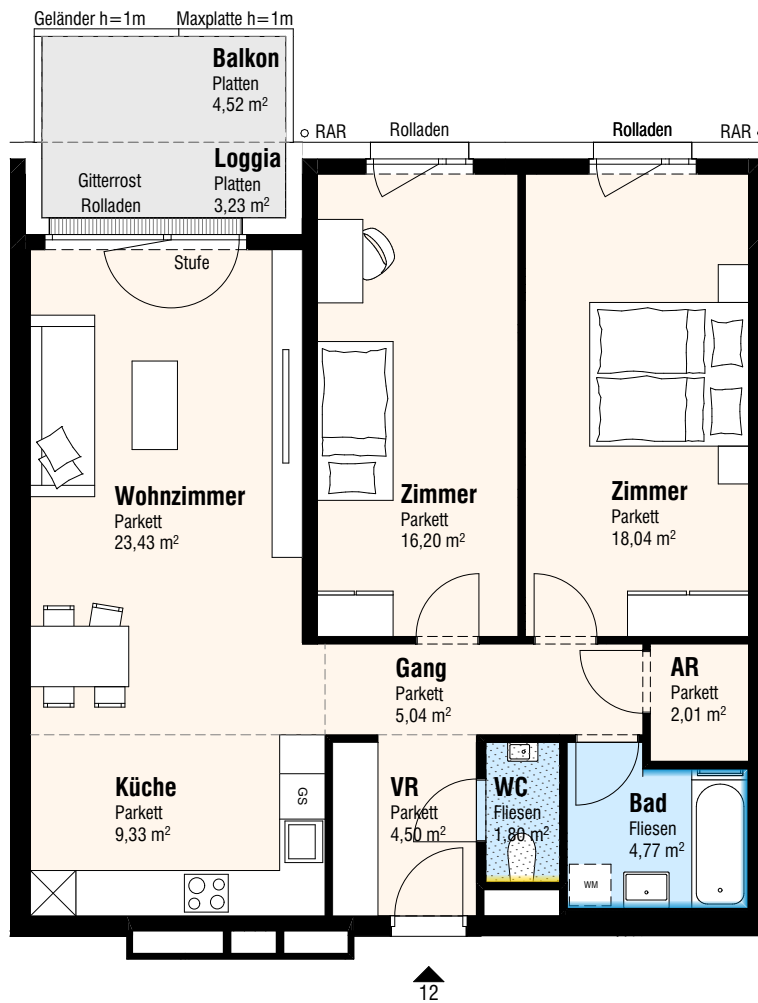 Geländer h=1m
Maxplatte h=1m
Balkon
Platten
4,52 m²
RAR
Rolladen
Rolladen
RAR
Loggia
Platten
3,23 m²
Gitterrost
Rolladen
Stufe
Wohnzimmer
Parkett
23,43 m²
Zimmer
Parkett
16,20 m²
Zimmer
Parkett
18,04 m²
Gang
Parkett
5,04 m²
AR
Parkett
2,01 m²
Küche
Parkett
9,33 m²
GS
VR
Parkett
4,50 m²
WC
Fliesen
1,80 m²
Bad
Fliesen
4,77 m²
WM
12